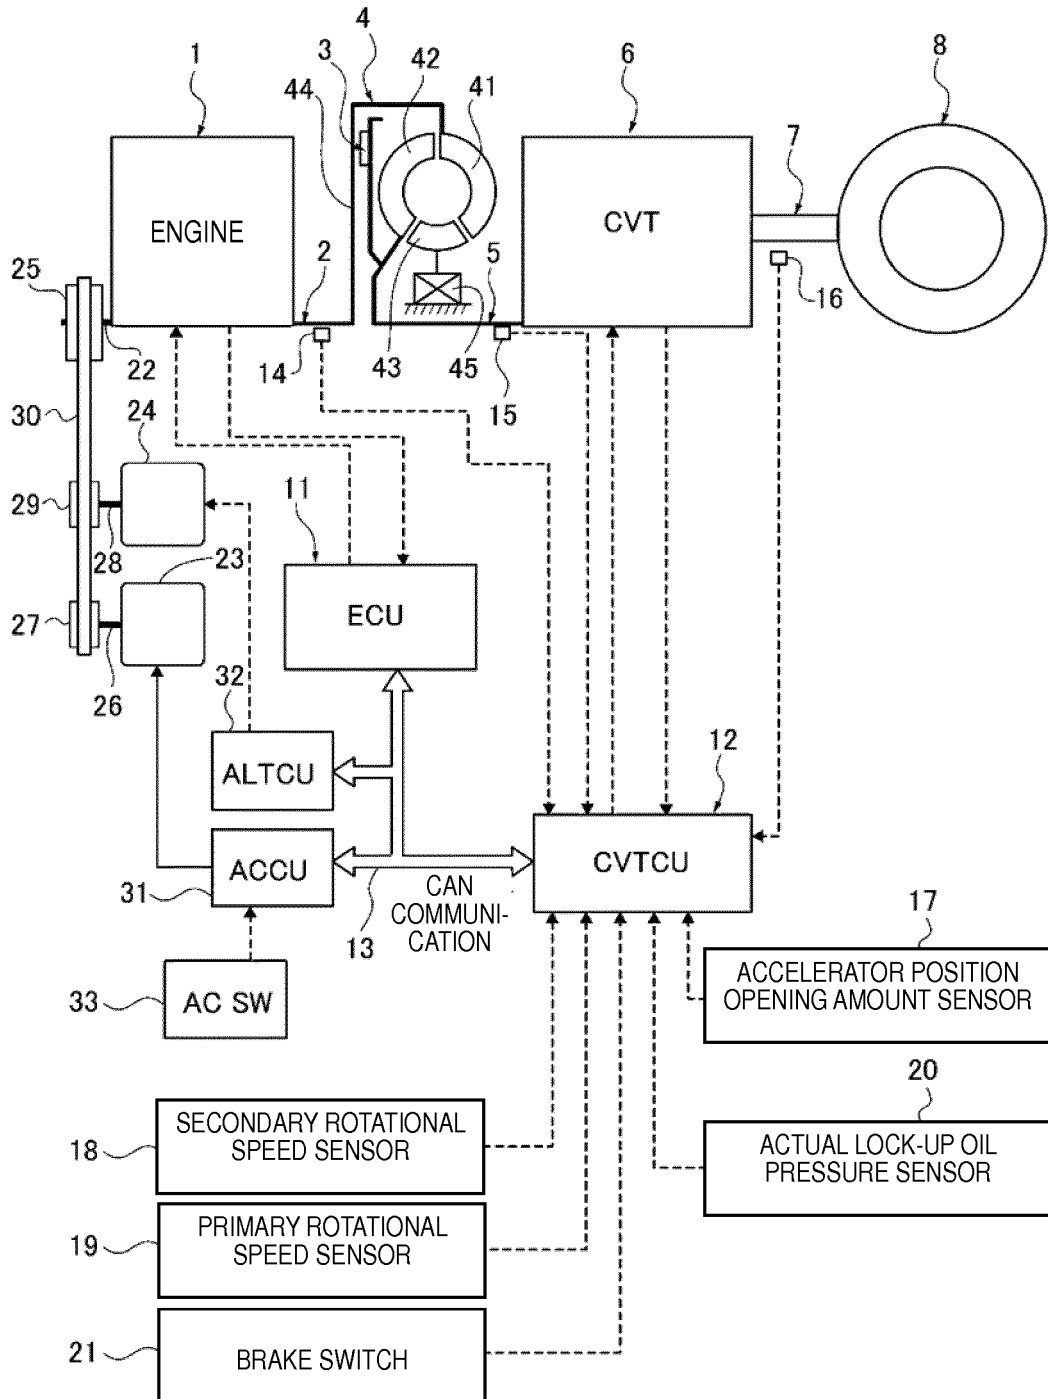 4
1
3
42
6
8
44
41
7
ENGINE
CVT
2
5
25
16
22
14
43
45
15
30
24
29
11
28
23
27
ECU
26
32
12
ALTCU
ACCU
CVTCU
31
CAN
COMMUNI-
CATION
13
17
33
AC SW
ACCELERATOR POSITION
OPENING AMOUNT SENSOR
20
18
SECONDARY ROTATIONAL
SPEED SENSOR
ACTUAL LOCK-UP OIL
PRESSURE SENSOR
19
PRIMARY ROTATIONAL
SPEED SENSOR
21
BRAKE SWITCH